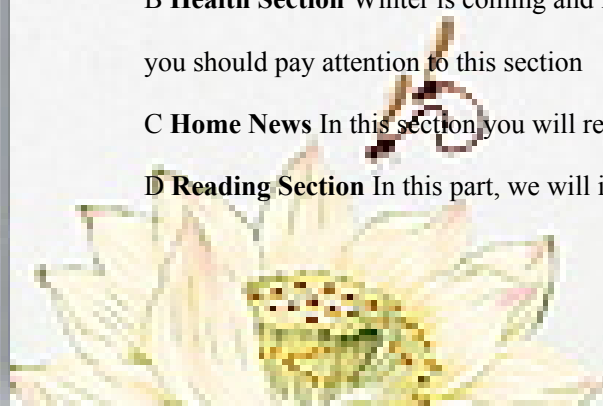 B Health Section Winter is coming and
you should pay attention to this section
C Home News In this section you will re
D Reading Section In this part, we will i